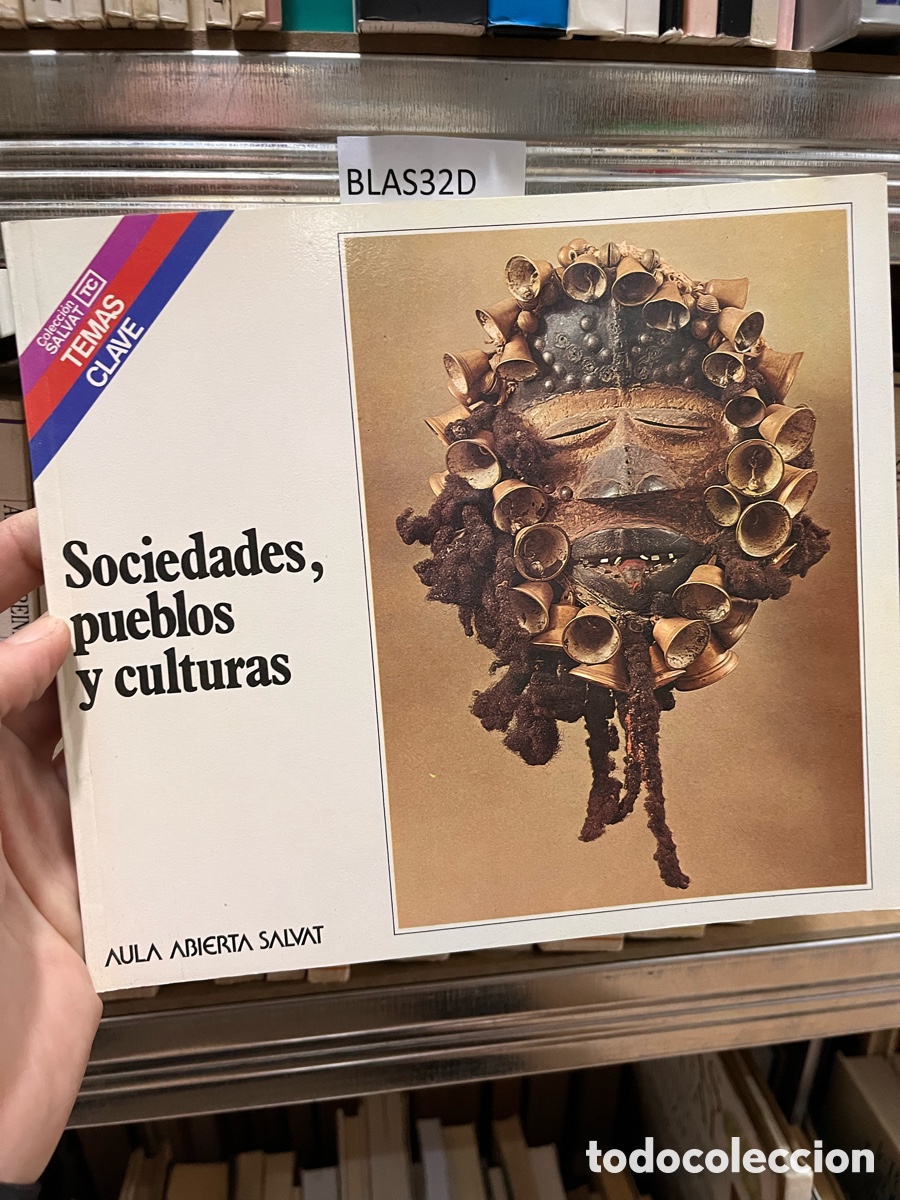 BLAS32D
Colección
SALVAT TC
TEMAS
CLAVE
Sociedades,
pueblos
y culturas
AULA ABIERTA SALVAT
todocoleccion